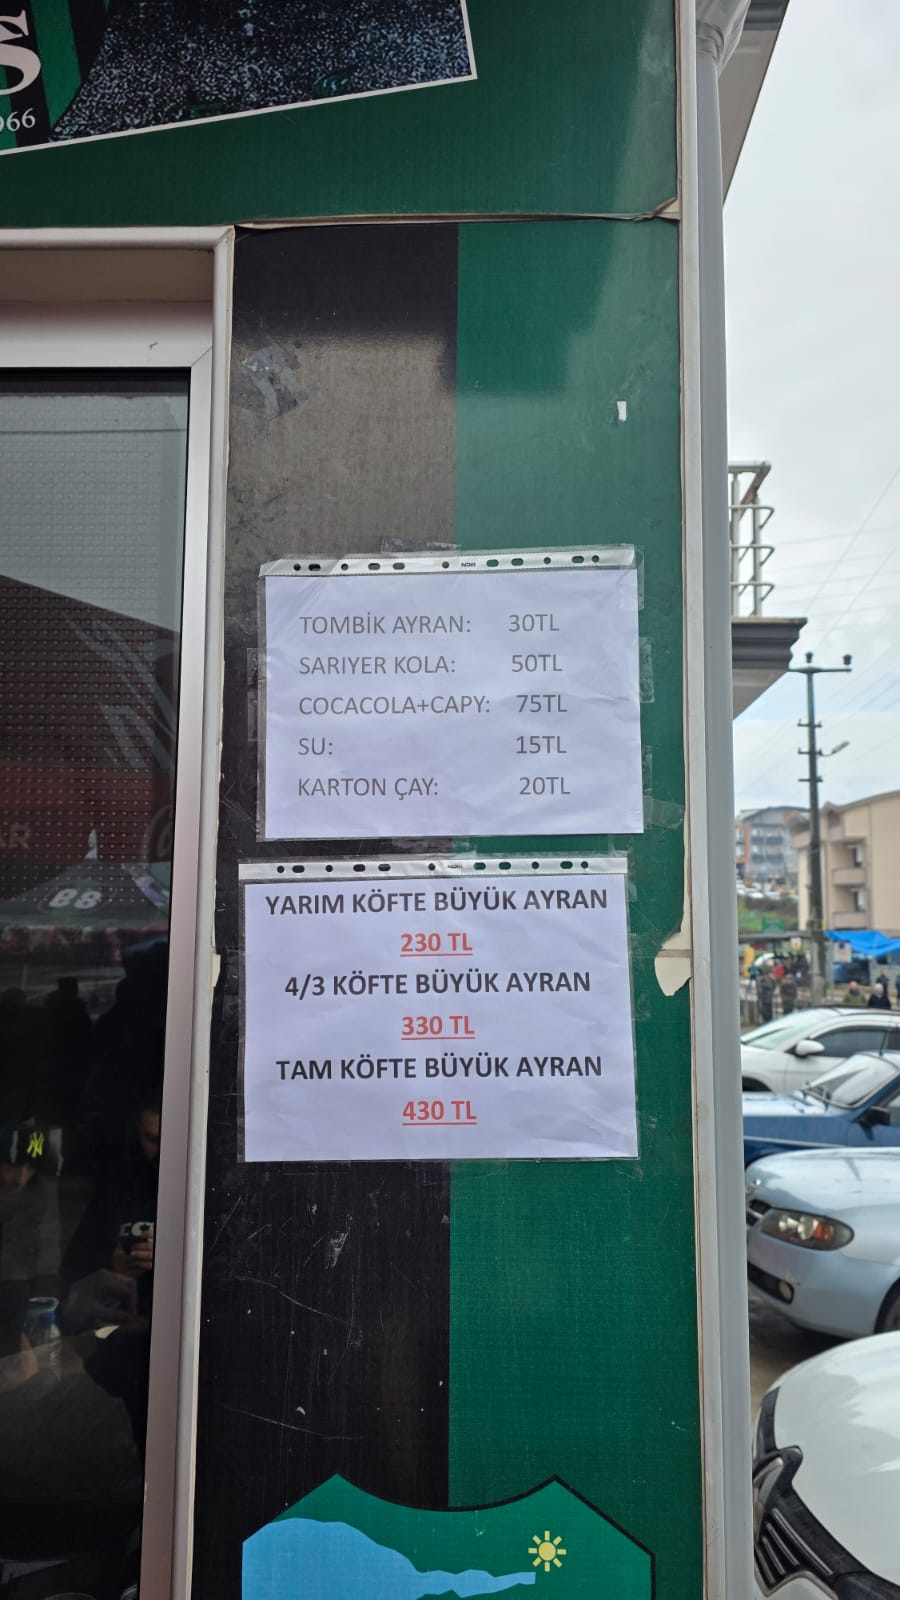 S
1966
TOMBİK AYRAN: 30TL
SARIYER KOLA: 50TL
COCACOLA+CAPY: 75TL
SU: 15TL
KARTON ÇAY: 20TL
YARIM KÖFTE BÜYÜK AYRAN
230 TL
4/3 KÖFTE BÜYÜK AYRAN
330 TL
TAM KÖFTE BÜYÜK AYRAN
430 TL